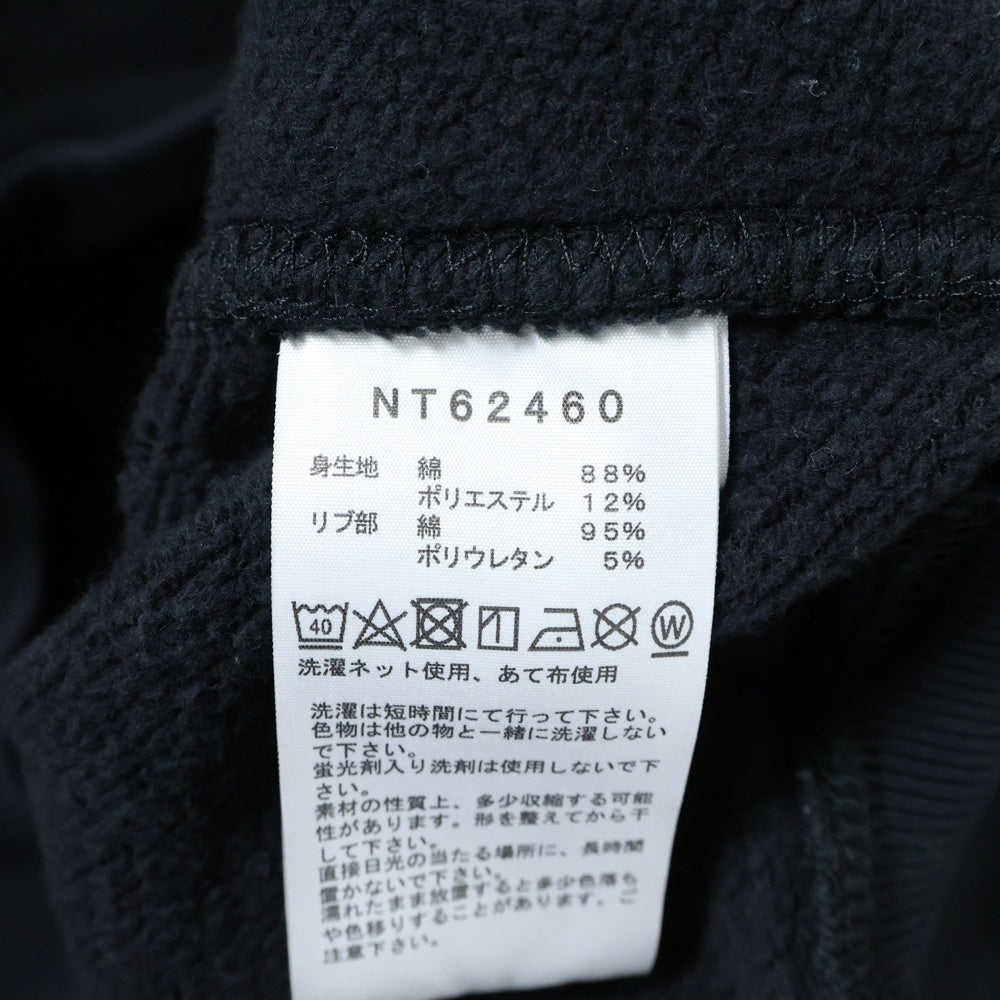 NT62460
身生地 綿 88%
ポリエステル 12%
リブ部 綿 95%
ポリウレタン 5%
40 W
洗濯ネット使用、あて布使用
洗濯は短時間にて行って下さい。
色物は他の物と一緒に洗濯しない
で下さい。
蛍光剤入り洗剤は使用しないで下
さい。
素材の性質上、多少収縮する可能
性があります。形を整えてから干
して下さい。
直接日光の当たる場所に、長時間
置かないで下さい。
濡れたまま放置すると多少色落ち
や色移りすることがあります。ご
注意下さい。